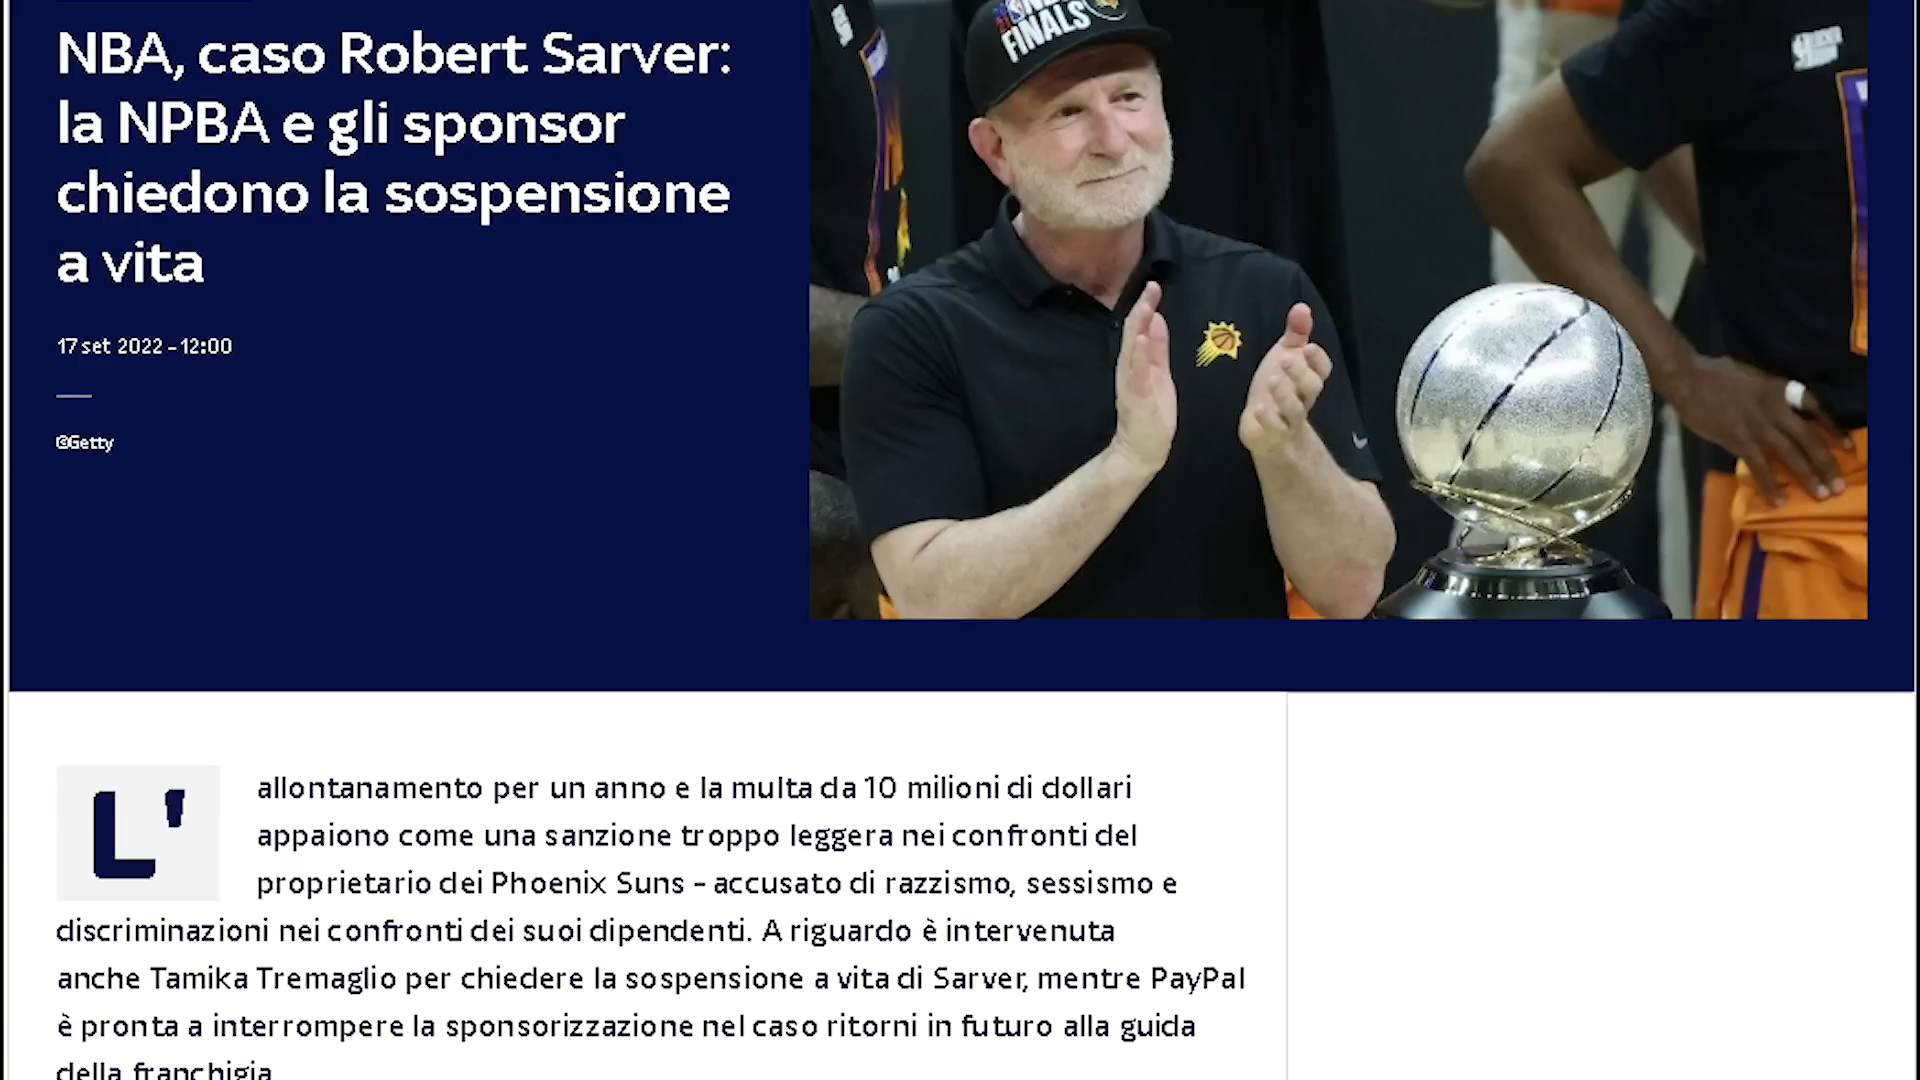 NBA, caso Robert Sarver:
la NPBA e gli sponsor
chiedono la sospensione
a vita
17 set 2022 - 12:00
©Getty
FINALS
L'
allontanamento per un anno e la multa da 10 milioni di dollari
appaiono come una sanzione troppo leggera nei confronti del
proprietario dei Phoenix Suns - accusato di razzismo, sessismo e
discriminazioni nei confronti dei suoi dipendenti. A riguardo è intervenuta
anche Tamika Tremaglio per chiedere la sospensione a vita di Sarver, mentre PayPal
è pronta a interrompere la sponsorizzazione nel caso ritorni in futuro alla guida
della franchigia